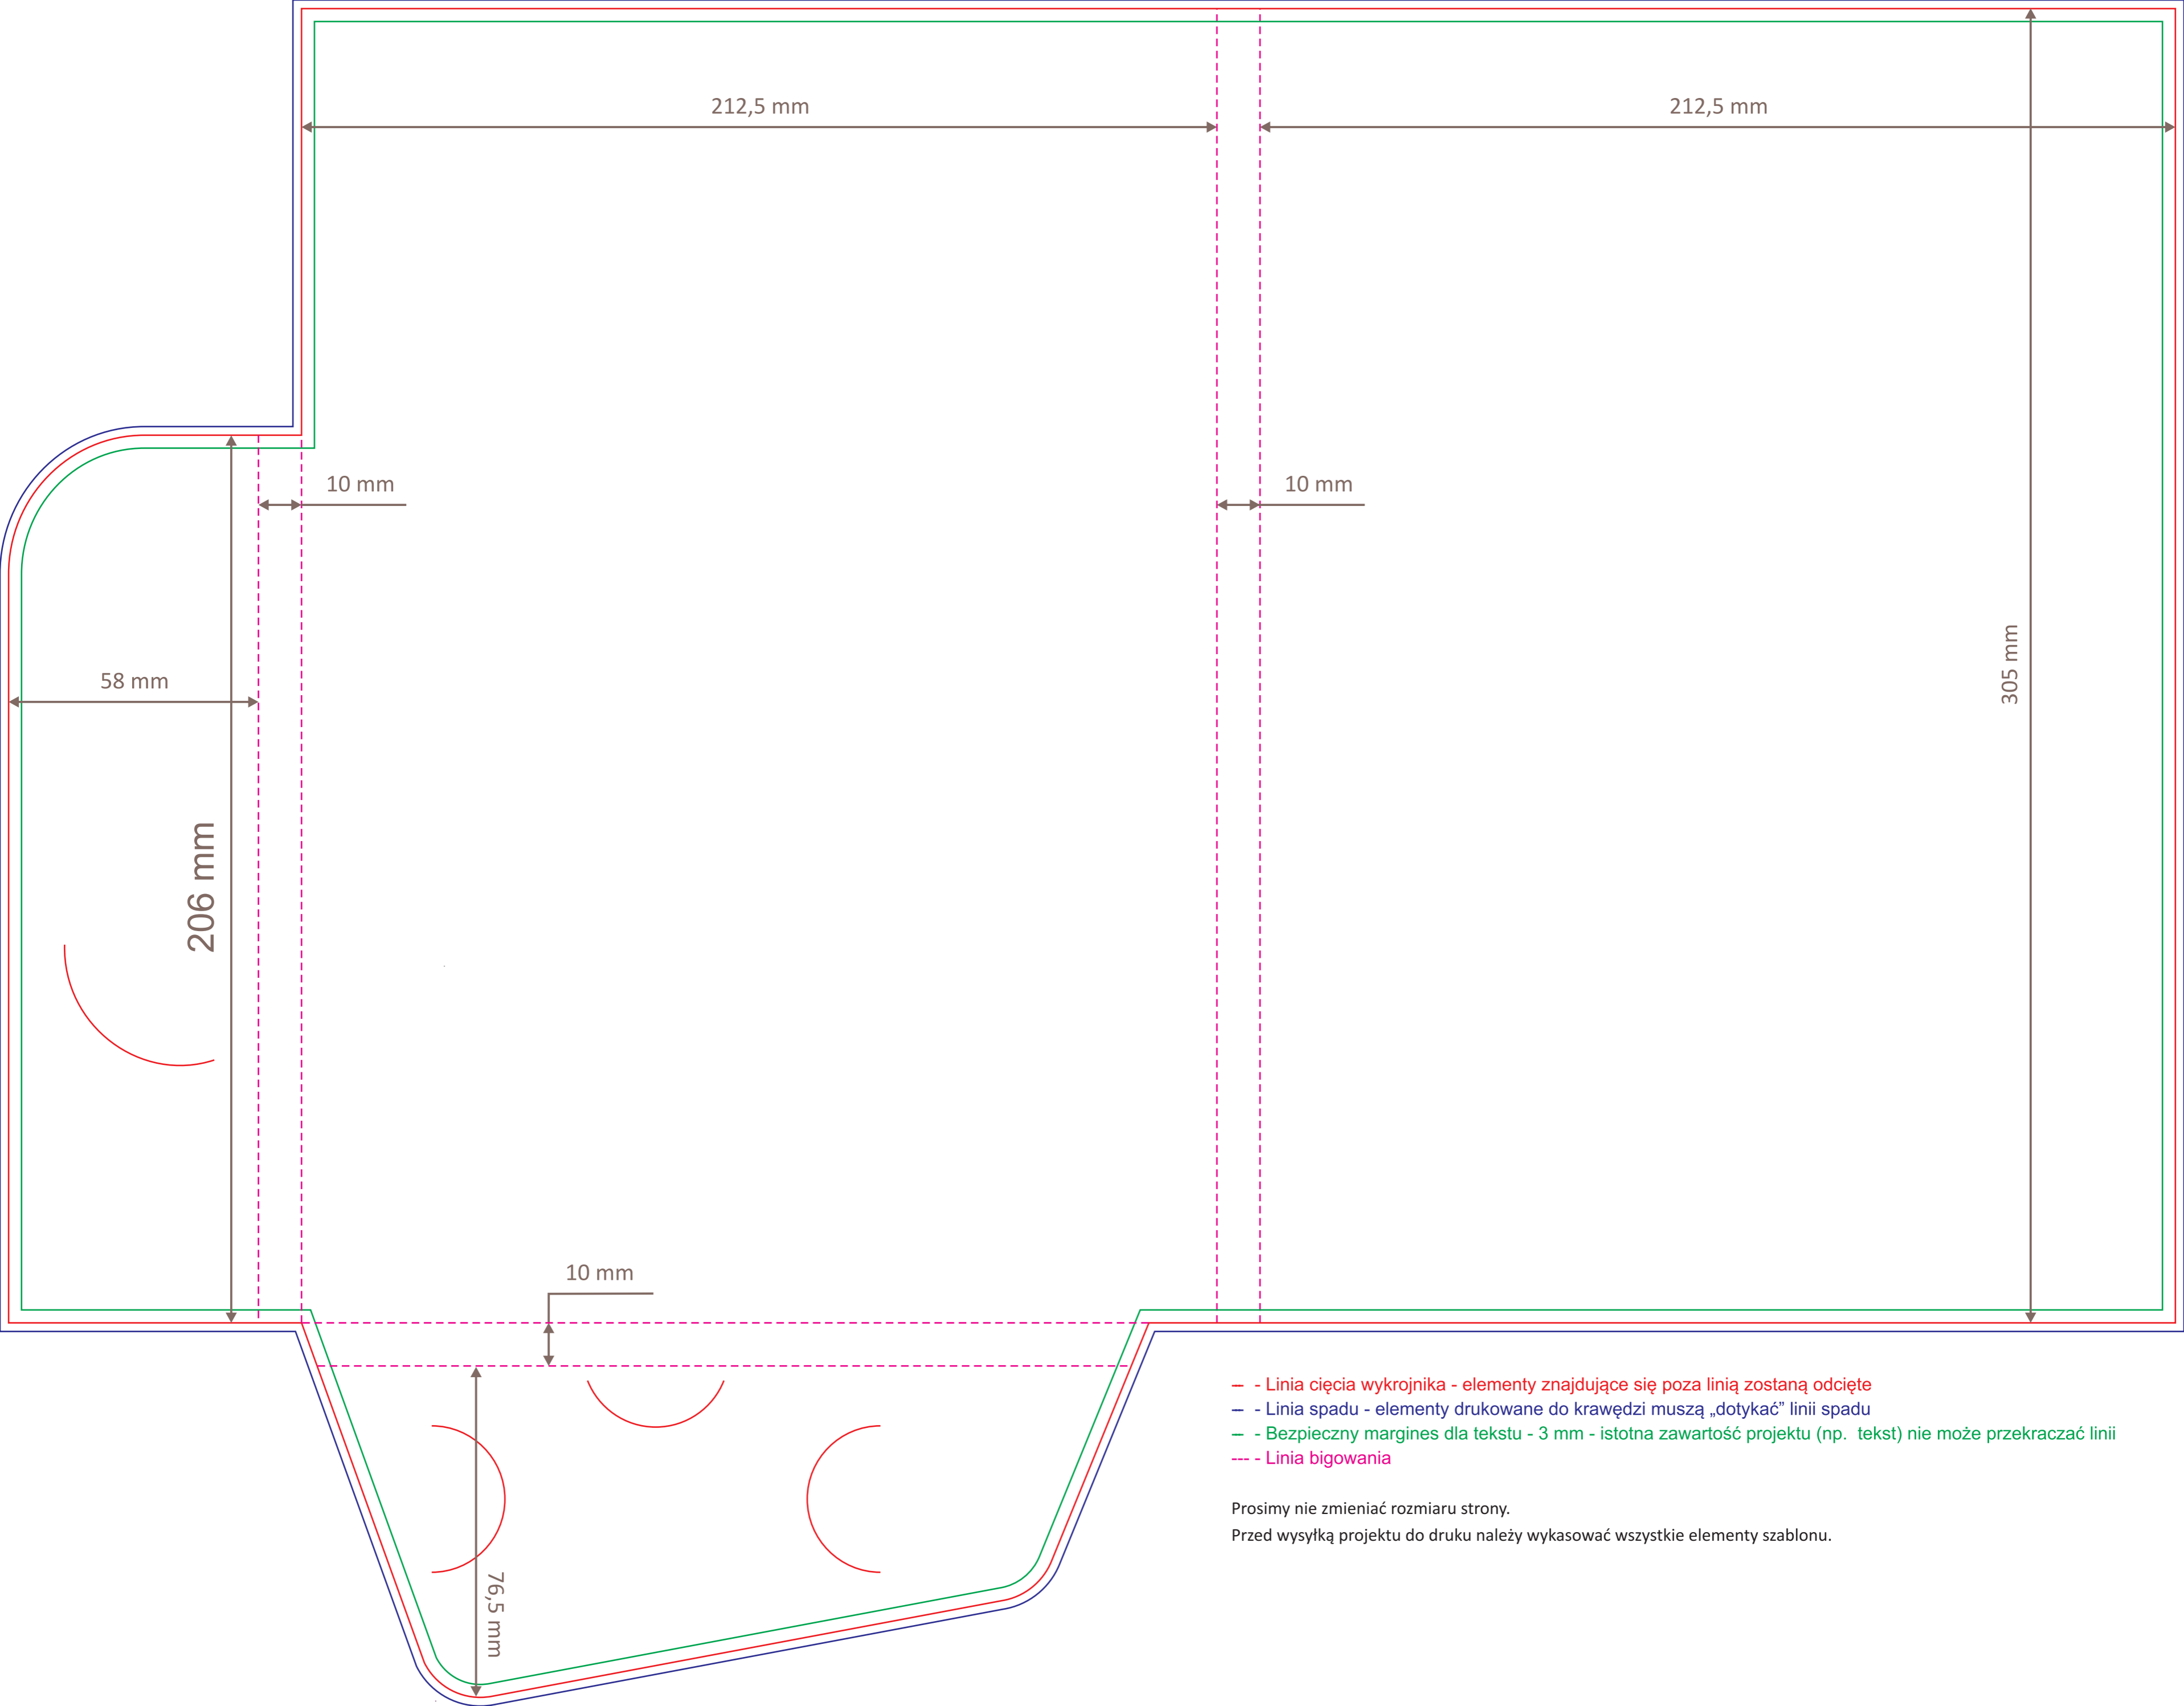 212,5 mm
212,5 mm
10 mm
10 mm
58 mm
305 mm
206 mm
10 mm
76,5 mm
– - Linia cięcia wykrojnika - elementy znajdujące się poza linią zostaną odcięte
– - Linia spadu - elementy drukowane do krawędzi muszą „dotykać” linii spadu
– - Bezpieczny margines dla tekstu - 3 mm - istotna zawartość projektu (np. tekst) nie może przekraczać linii
--- - Linia bigowania
Prosimy nie zmieniać rozmiaru strony.
Przed wysyłką projektu do druku należy wykasować wszystkie elementy szablonu.